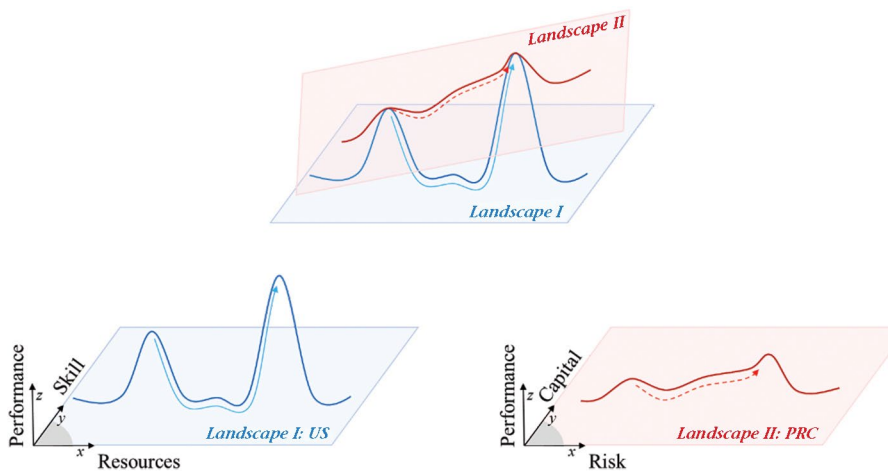 Landscape II
Landscape I
Performance
z
Skill
y
x
Resources
Landscape I: US
Performance
z
Capital
y
x
Risk
Landscape II: PRC